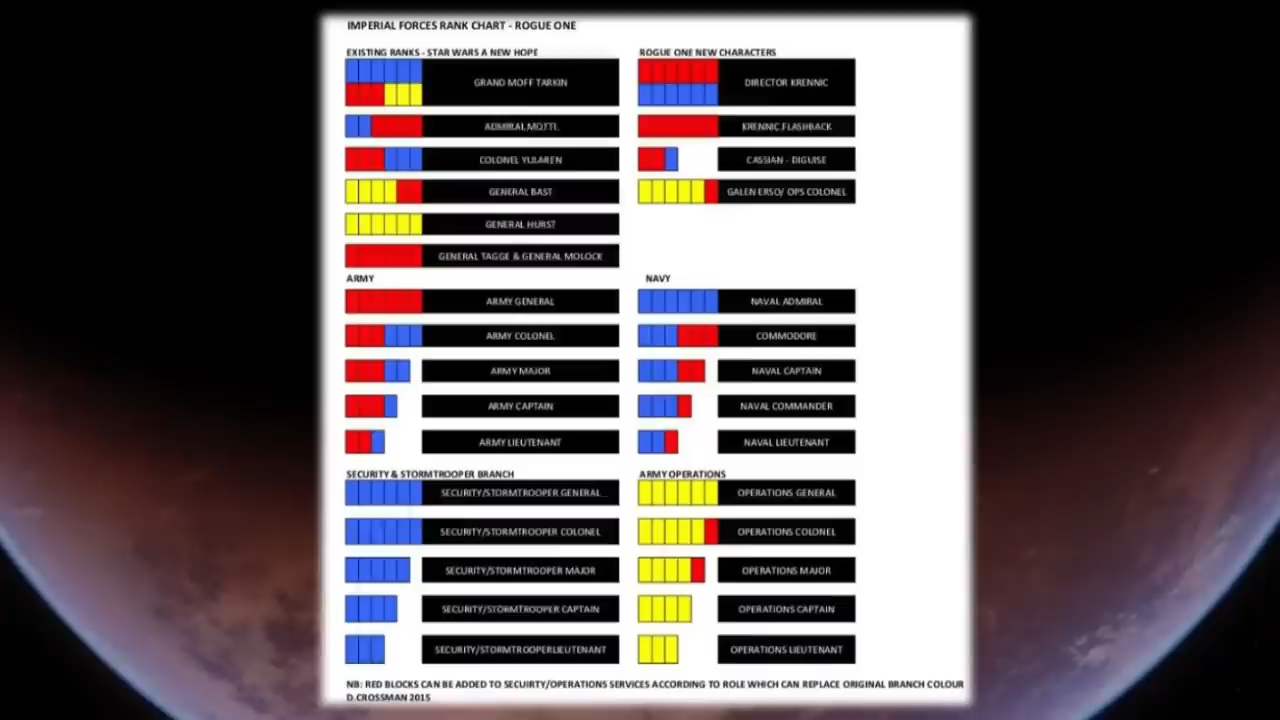 IMPERIAL FORCES RANK CHART - ROGUE ONE
EXISTING RANKS - STAR WARS A NEW HOPE
GRAND MOFF TARKIN
ADMIRAL MOTTI
COLONEL YULAREN
GENERAL BAST
GENERAL HURST
GENERAL TAGGE & GENERAL MOLOCK
ROGUE ONE NEW CHARACTERS
DIRECTOR KRENNIC
KRENNIC FLASHBACK
CASSIAN - DIGUISE
GALEN ERSO/ OPS COLONEL
ARMY
ARMY GENERAL
ARMY COLONEL
ARMY MAJOR
ARMY CAPTAIN
ARMY LIEUTENANT
NAVY
NAVAL ADMIRAL
COMMODORE
NAVAL CAPTAIN
NAVAL COMMANDER
NAVAL LIEUTENANT
SECURITY & STORMTROOPER BRANCH
SECURITY/STORMTROOPER GENERAL
SECURITY/STORMTROOPER COLONEL
SECURITY/STORMTROOPER MAJOR
SECURITY/STORMTROOPER CAPTAIN
SECURITY/STORMTROOPERLIEUTENANT
ARMY OPERATIONS
OPERATIONS GENERAL
OPERATIONS COLONEL
OPERATIONS MAJOR
OPERATIONS CAPTAIN
OPERATIONS LIEUTENANT
NB: RED BLOCKS CAN BE ADDED TO SECUIRTY/OPERATIONS SERVICES ACCORDING TO ROLE WHICH CAN REPLACE ORIGINAL BRANCH COLOUR
D.CROSSMAN 2015